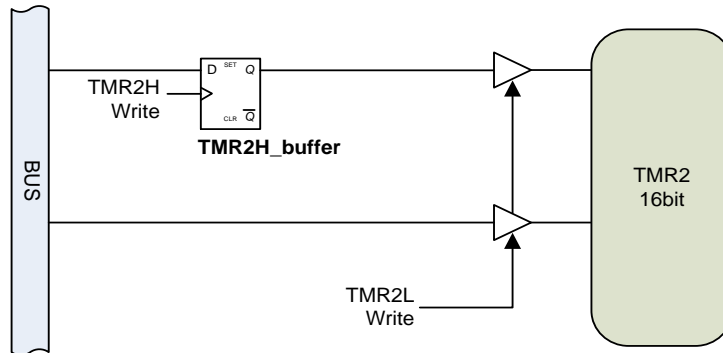 BUS
TMR2H
Write
D
SET
Q
CLR
Q
TMR2H_buffer
TMR2
16bit
TMR2L
Write